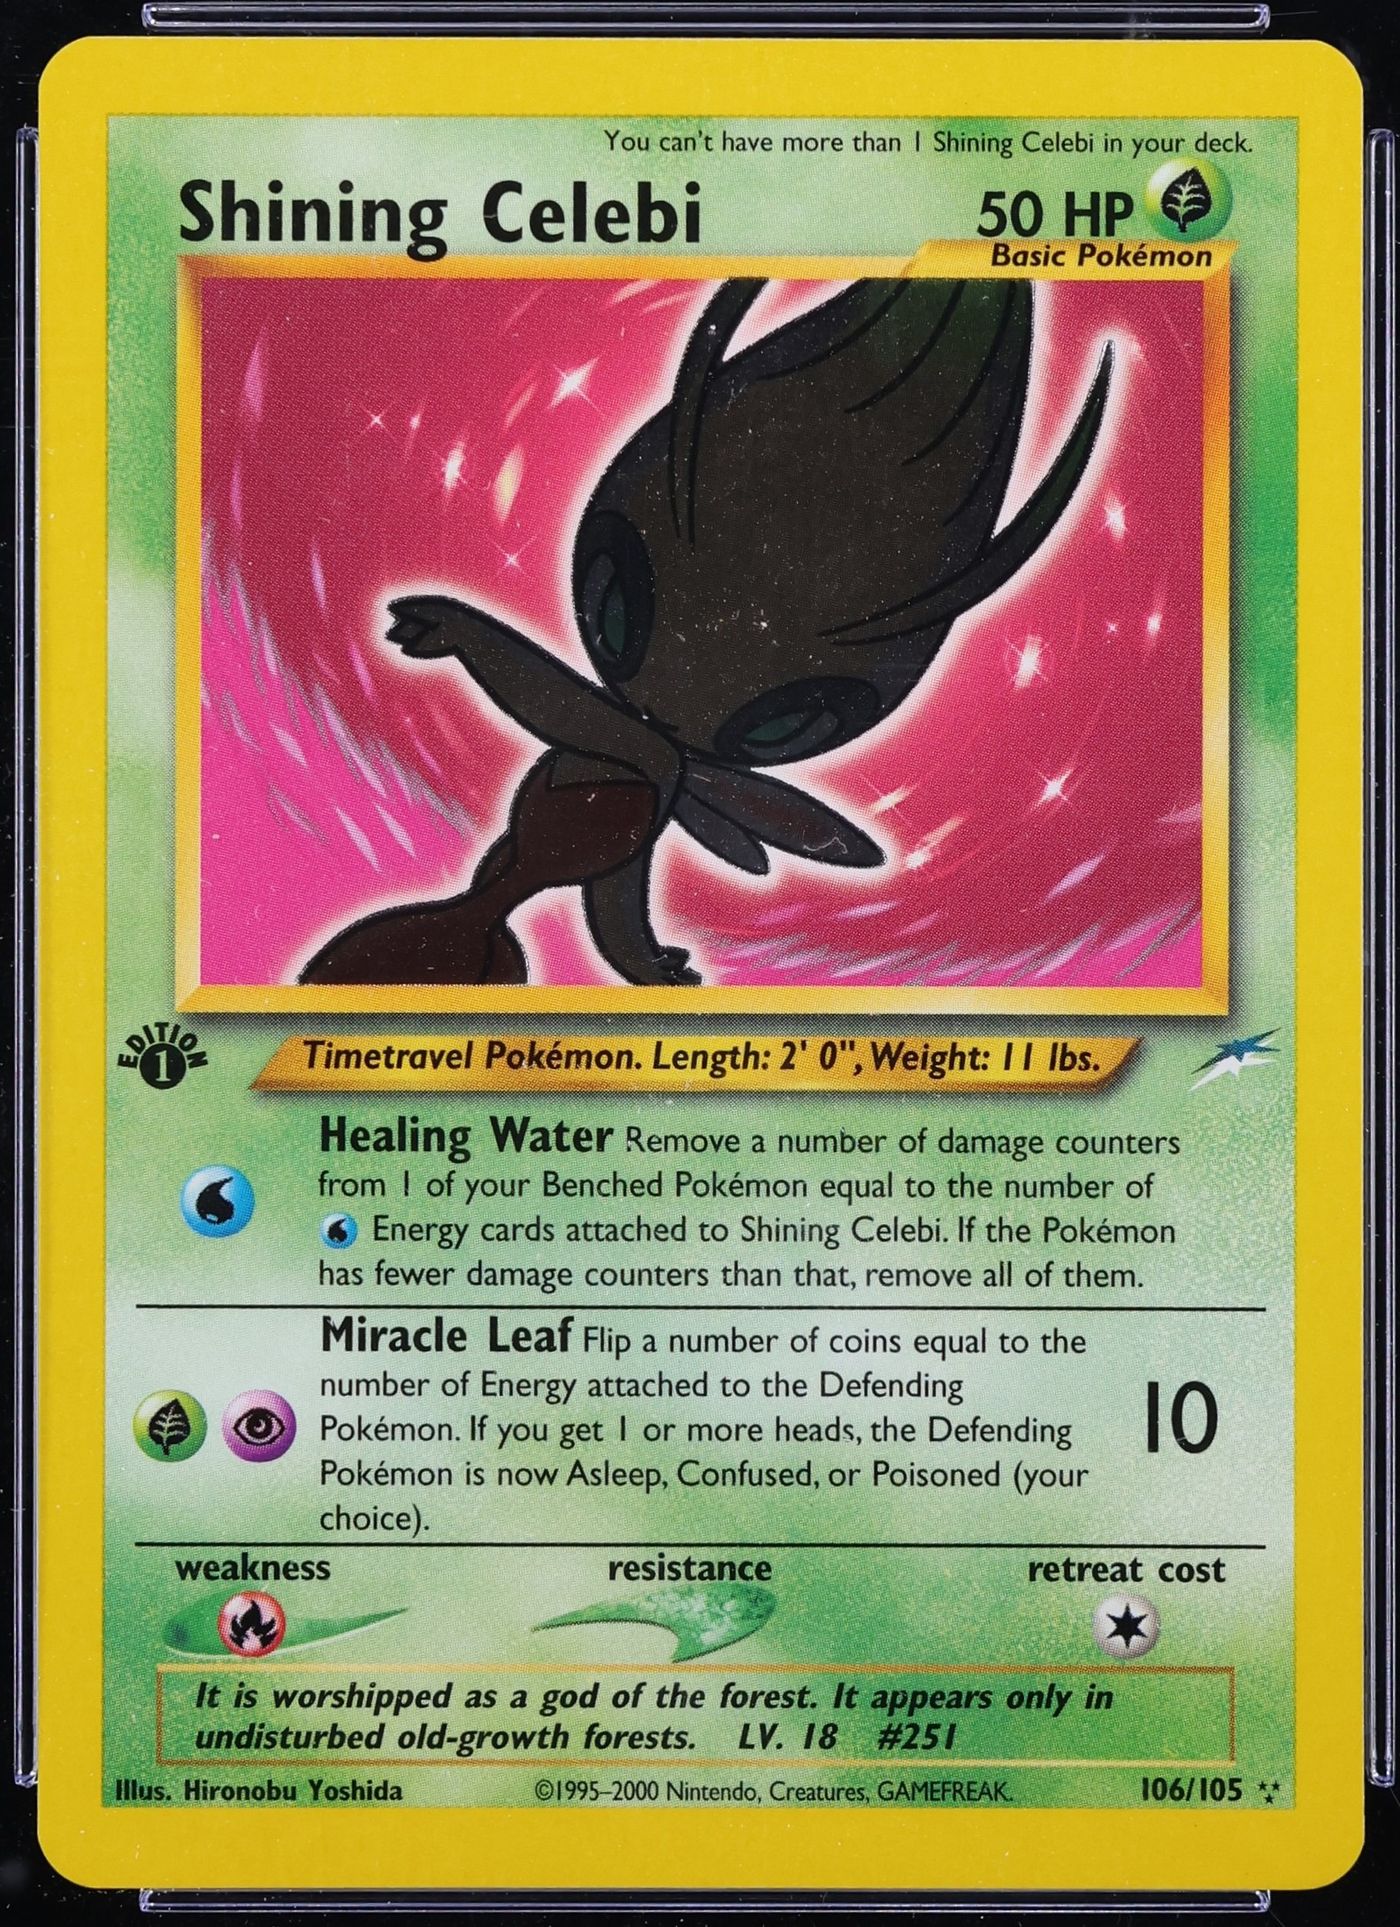 You can't have more than 1 Shining Celebi in your deck.
Shining Celebi 50 HP
Basic Pokémon
EDITION 1
Timetravel Pokémon. Length: 2' 0", Weight: 11 lbs.
Healing Water Remove a number of damage counters
from 1 of your Benched Pokémon equal to the number of
Energy cards attached to Shining Celebi. If the Pokémon
has fewer damage counters than that, remove all of them.
Miracle Leaf Flip a number of coins equal to the
number of Energy attached to the Defending
Pokémon. If you get 1 or more heads, the Defending
Pokémon is now Asleep, Confused, or Poisoned (your
choice).
10
weakness resistance retreat cost
It is worshipped as a god of the forest. It appears only in
undisturbed old-growth forests. LV. 18 #251
Illus. Hironobu Yoshida ©1995–2000 Nintendo, Creatures, GAMEFREAK. 106/105